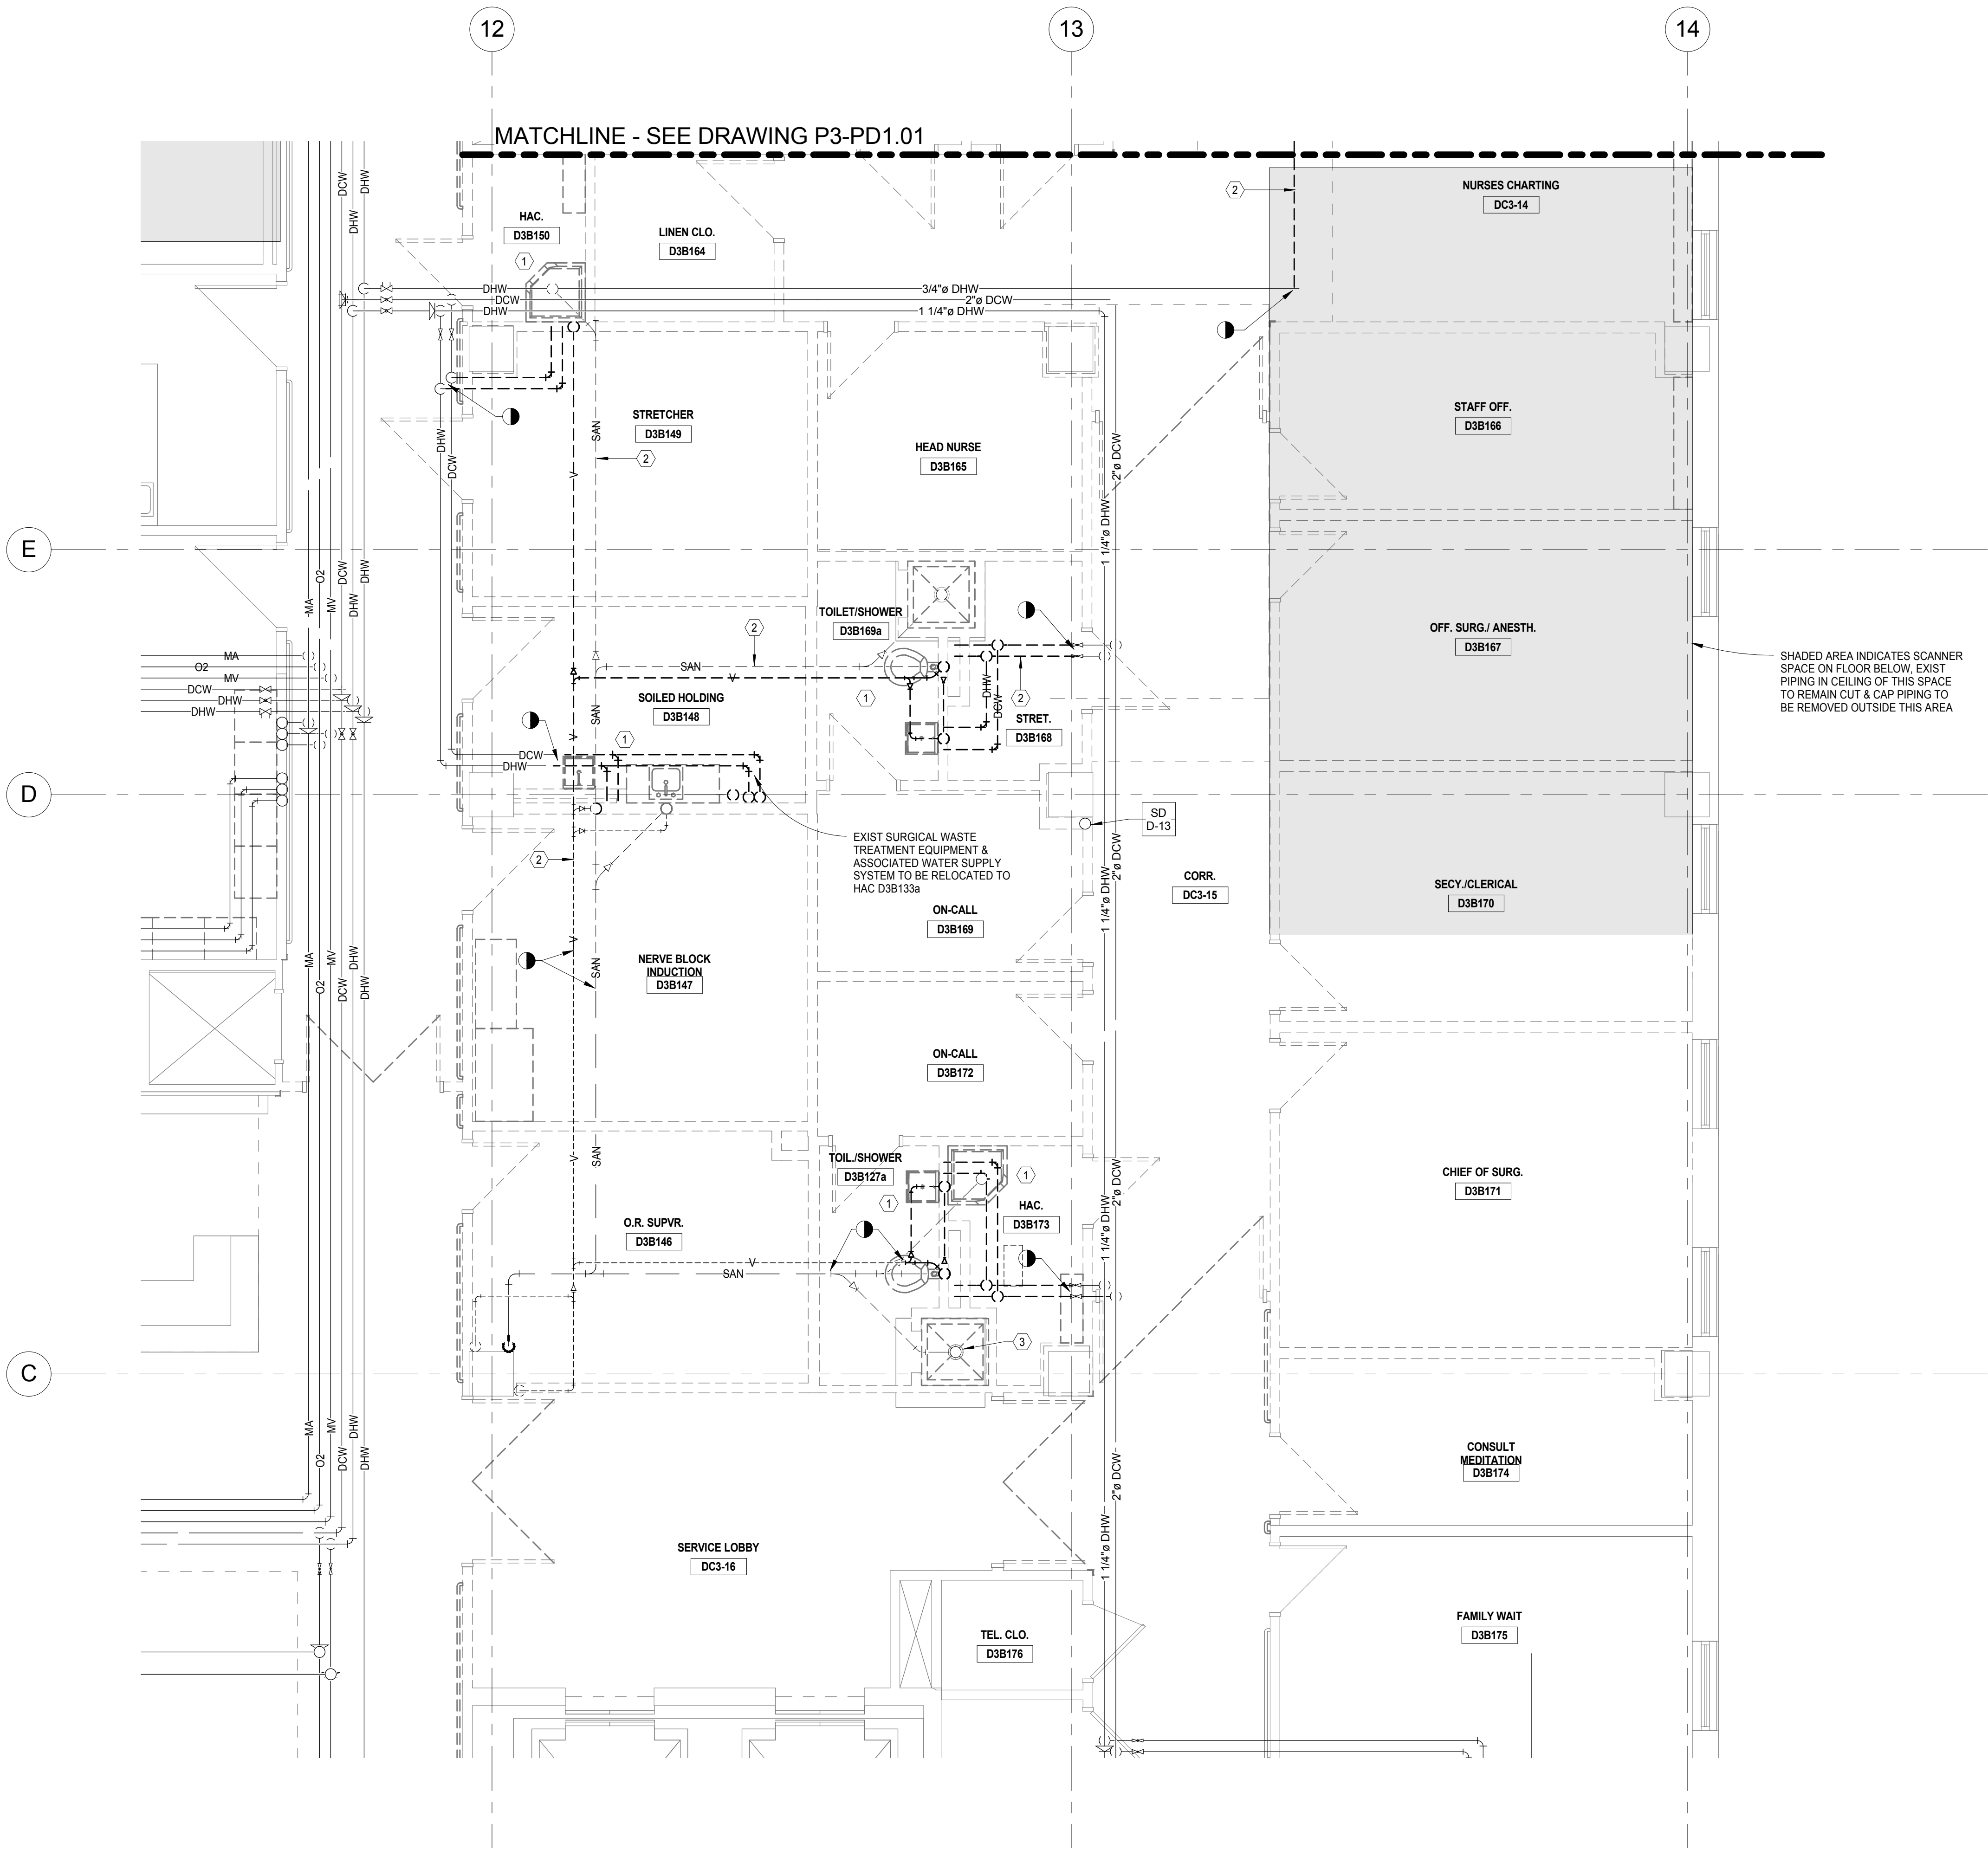 12
13
14
MATCHLINE - SEE DRAWING P3-PD1.01
DCW
DHW
DHW
2
NURSES CHARTING
DC3-14
HAC.
D3B150
LINEN CLO.
D3B164
1
DHW
3/4"ø DHW
DCW
2"ø DCW
DHW
1 1/4"ø DHW
STRETCHER
D3B149
STAFF OFF.
D3B166
HEAD NURSE
D3B165
DHW
DCW
V
SAN
2
1 1/4"ø DHW
2"ø DCW
E
MA
O2
MV
DCW
DHW
DHW
TOILET/SHOWER
D3B169a
OFF. SURG./ ANESTH.
D3B167
2
MA
O2
MV
DCW
DHW
DHW
SAN
V
SOILED HOLDING
D3B148
1
2
DHW
DCW
STRET.
D3B168
SHADED AREA INDICATES SCANNER
SPACE ON FLOOR BELOW, EXIST
PIPING IN CEILING OF THIS SPACE
TO REMAIN CUT & CAP PIPING TO
BE REMOVED OUTSIDE THIS AREA
V
SAN
1
DCW
DHW
D
SD
D-13
EXIST SURGICAL WASTE
TREATMENT EQUIPMENT &
ASSOCIATED WATER SUPPLY
SYSTEM TO BE RELOCATED TO
HAC D3B133a
2
CORR.
DC3-15
SECY./CLERICAL
D3B170
1 1/4"ø DHW
2"ø DCW
ON-CALL
D3B169
NERVE BLOCK
INDUCTION
D3B147
V
SAN
MA
O2
MV
DCW
DHW
DHW
ON-CALL
D3B172
V
SAN
TOIL./SHOWER
D3B127a
1
1
HAC.
D3B173
CHIEF OF SURG.
D3B171
1 1/4"ø DHW
2"ø DCW
O.R. SUPVR.
D3B146
V
SAN
3
C
MA
O2
MV
DCW
DHW
DHW
CONSULT
MEDITATION
D3B174
1 1/4"ø DHW
2"ø DCW
SERVICE LOBBY
DC3-16
TEL. CLO.
D3B176
FAMILY WAIT
D3B175